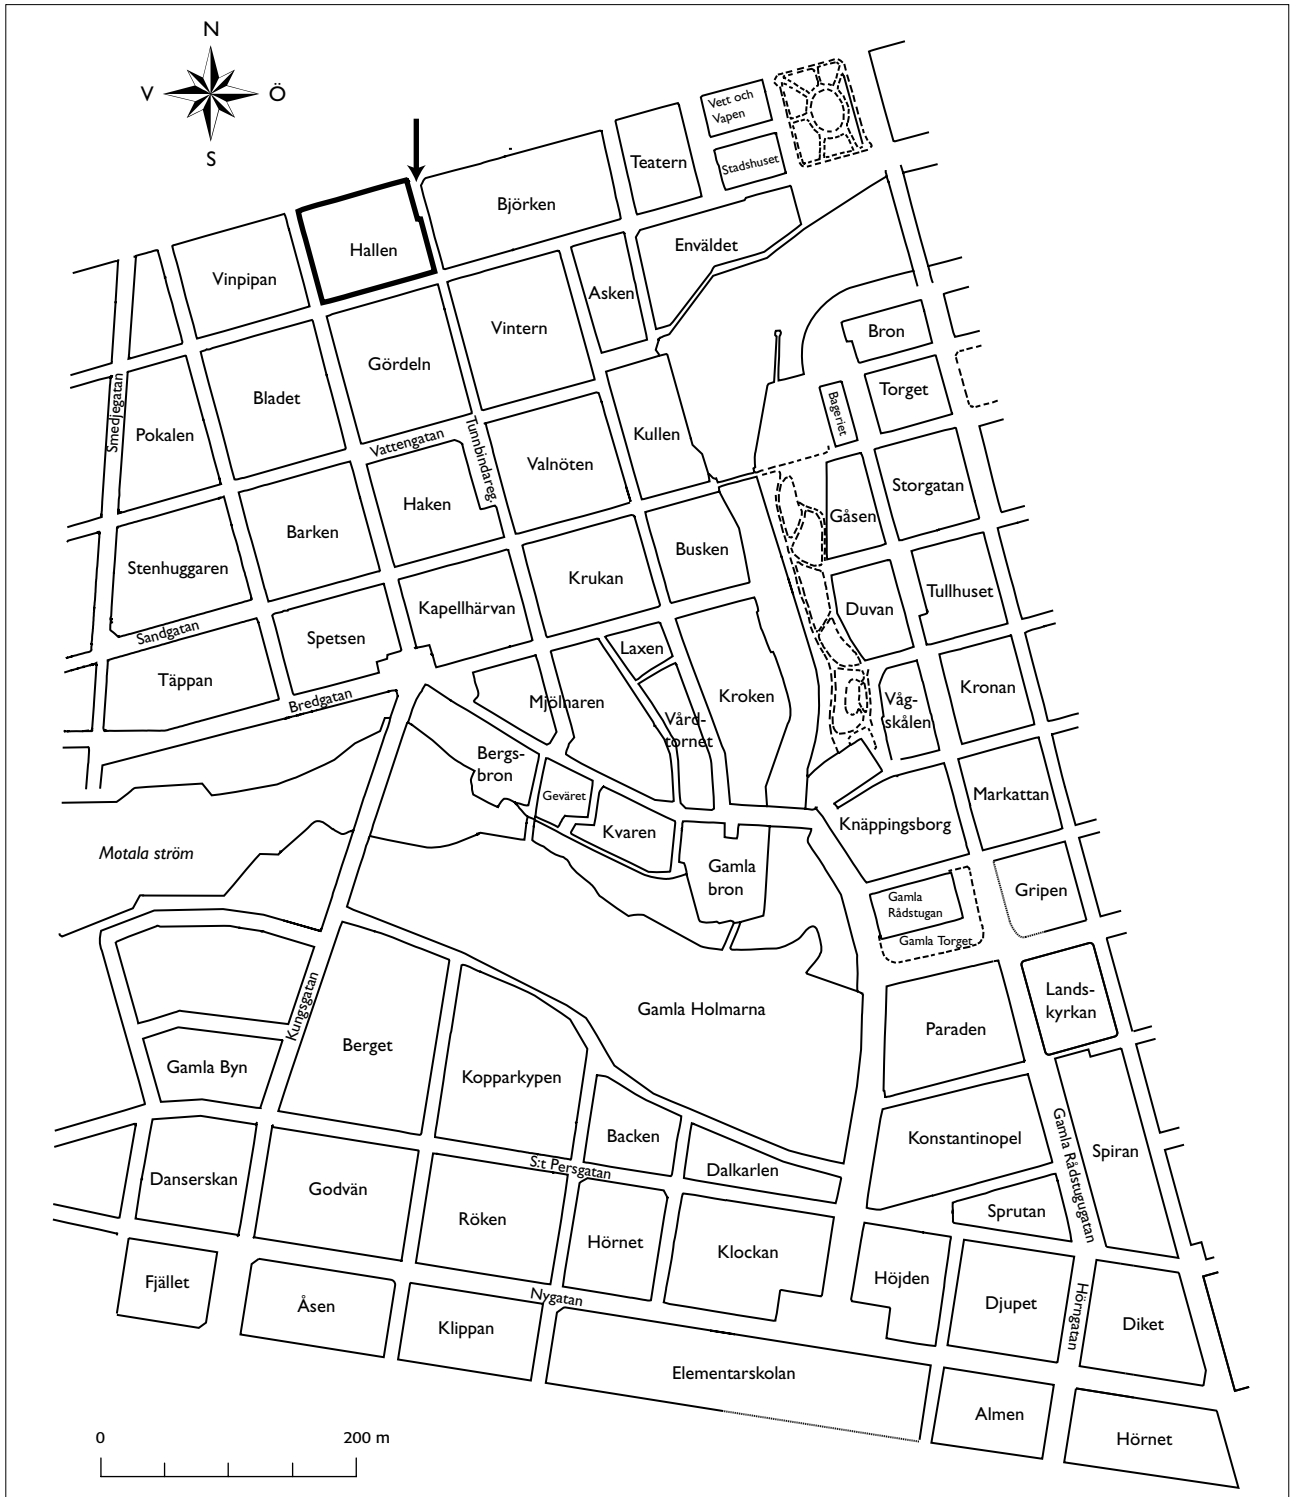 N
V
Ö
S
Vett och
Vapen
Stadshuset
Teatern
Björken
Hallen
Vinpipan
Enväldet
Asken
Vintern
Bron
Gördeln
Bladet
Torget
Bageriet
Smedjegatan
Pokalen
Vattengatan
Tunnbindareg.
Kullen
Valnöten
Storgatan
Haken
Gåsen
Barken
Busken
Stenhuggaren
Krukan
Tullhuset
Kapellhärvan
Duvan
Sandgatan
Spetsen
Laxen
Täppan
Bredgatan
Mjölnaren
Kroken
Kronan
Våg-
skålen
Vård-
tornet
Bergs-
bron
Geväret
Markattan
Kvaren
Knäppingsborg
Motala ström
Gamla
bron
Gripen
Gamla
Rådstugan
Gamla Torget
Kungsgatan
Lands-
kyrkan
Gamla Holmarna
Paraden
Berget
Gamla Byn
Kopparkypen
Backen
Konstantinopel
Gamla Rådstugugatan
Spiran
S:t Persgatan
Dalkarlen
Danserskan
Godvän
Röken
Sprutan
Hörnet
Klockan
Fjället
Höjden
Åsen
Nygatan
Djupet
Hörngatan
Diket
Klippan
Elementarskolan
Almen
Hörnet
0
200 m